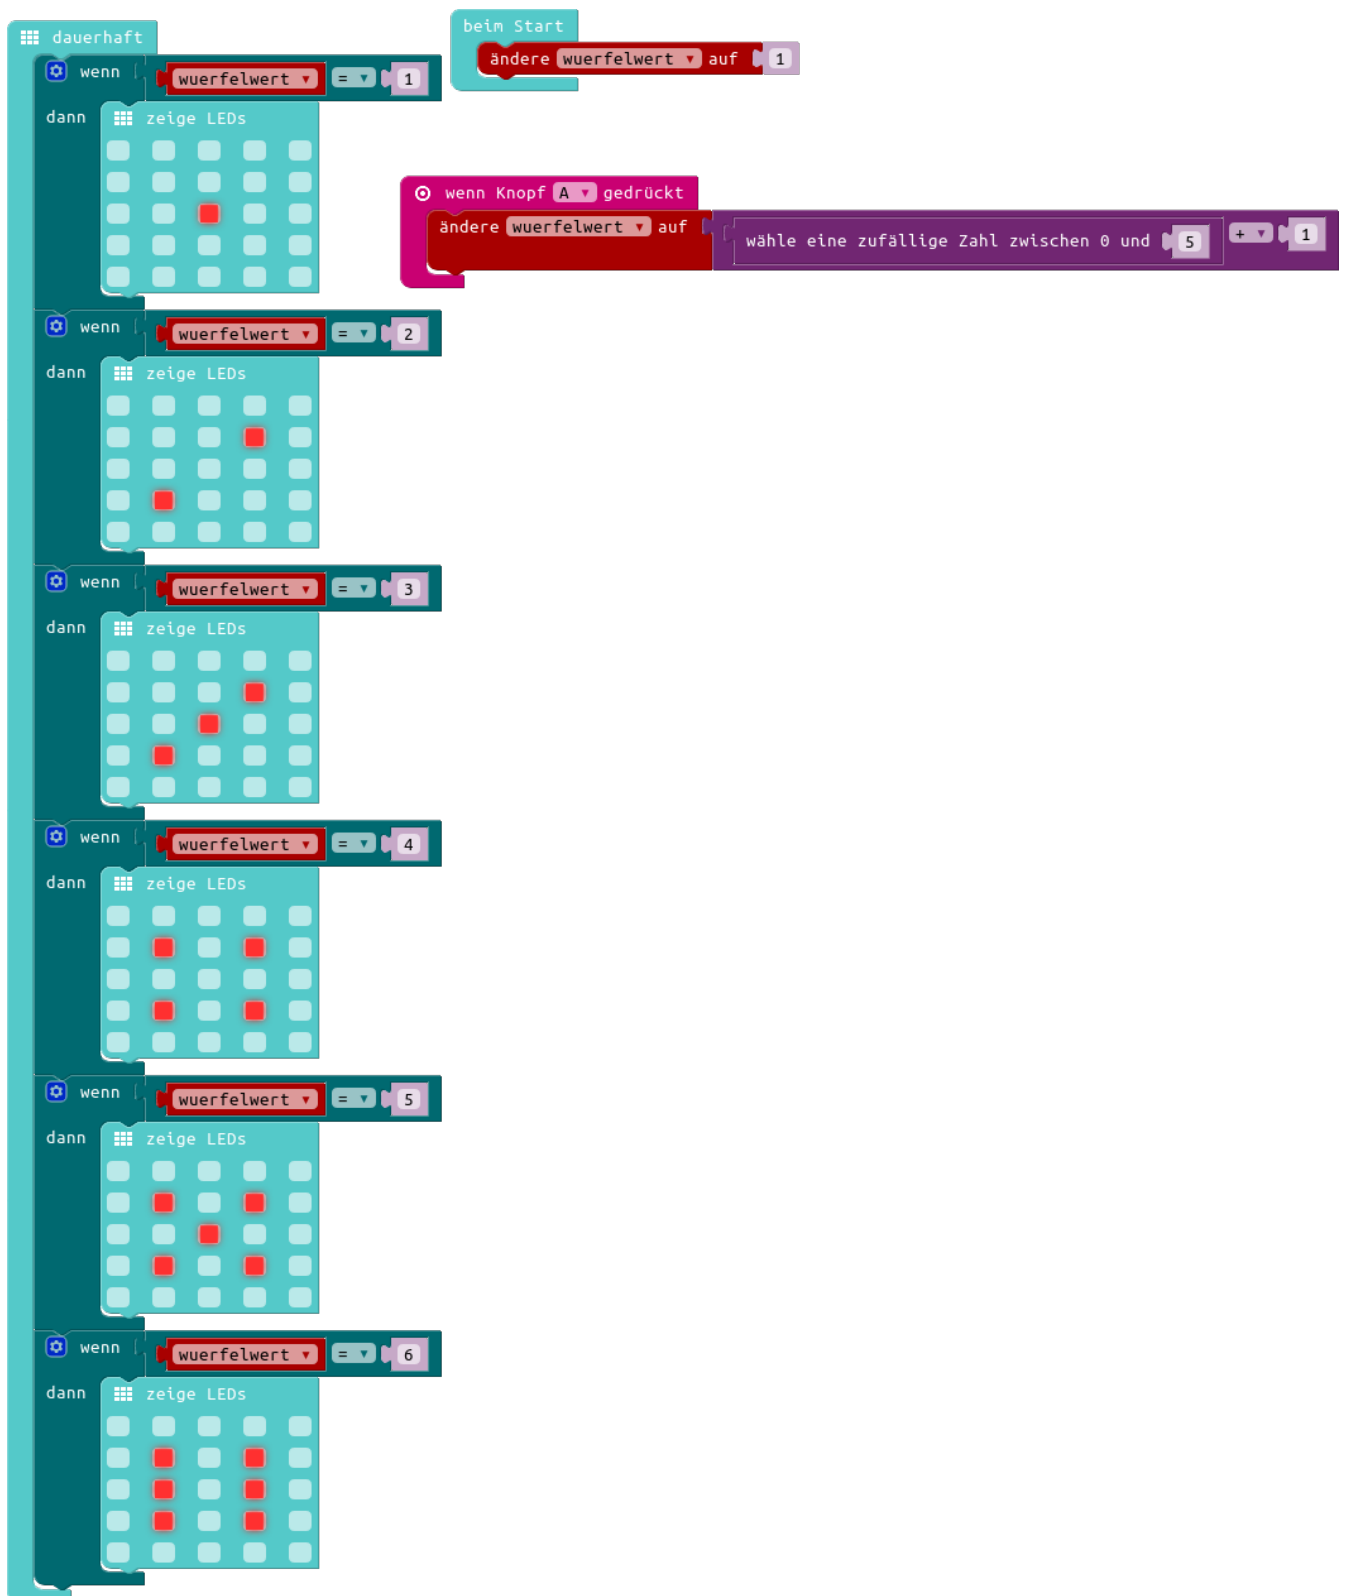 dauerhaft
wenn wuerfelwert = 1
dann zeige LEDs
wenn wuerfelwert = 2
dann zeige LEDs
wenn wuerfelwert = 3
dann zeige LEDs
wenn wuerfelwert = 4
dann zeige LEDs
wenn wuerfelwert = 5
dann zeige LEDs
wenn wuerfelwert = 6
dann zeige LEDs
beim Start
ändere wuerfelwert auf 1
wenn Knopf A gedrückt
ändere wuerfelwert auf wähle eine zufällige Zahl zwischen 0 und 5 + 1